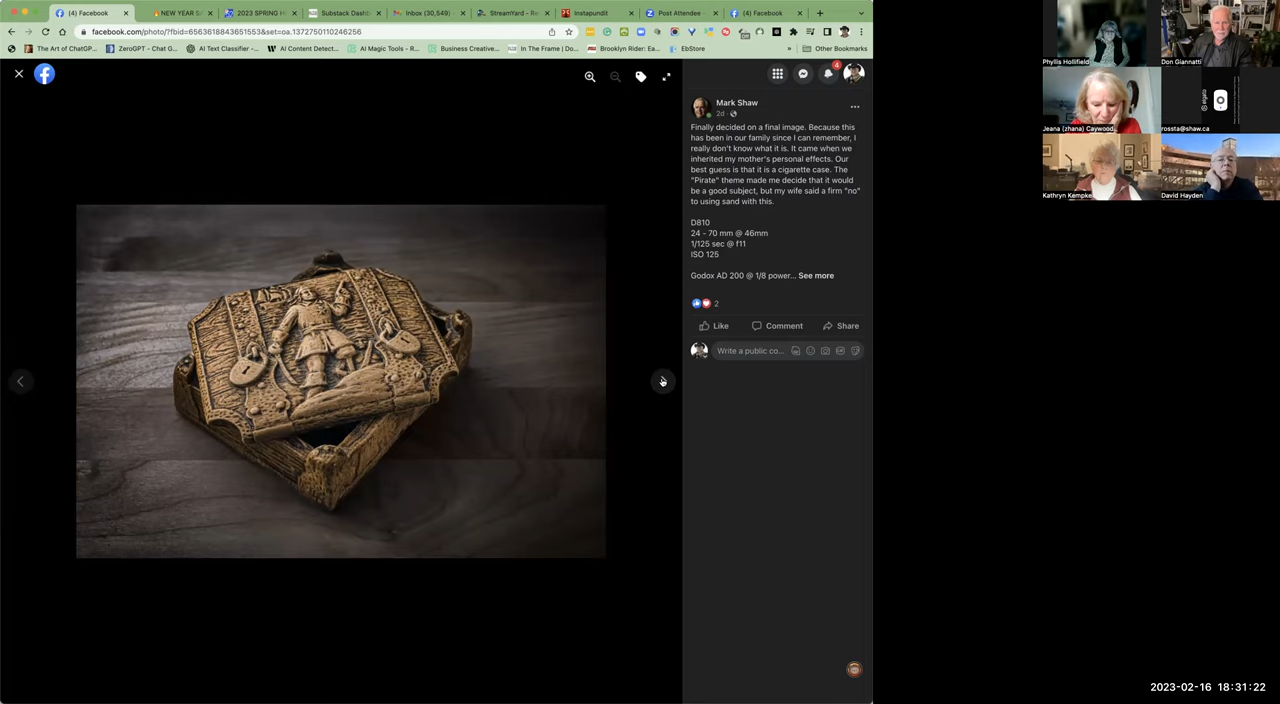 (4) Facebook
NEW YEAR S
2023 SPRING H
Substack Dashb
Inbox (30,549)
StreamYard - Re
Instapundit
Post Attendee
(4) Facebook
facebook.com/photo/?fbid=6563618843651553&set=oa.1372750110246256
The Art of ChatGP...
ZeroGPT - Chat G...
AI Text Classifier -...
AI Content Detect...
AI Magic Tools - R...
Business Creative...
In The Frame | Do...
Brooklyn Rider: Ea...
EbStore
»
Other Bookmarks
4
Mark Shaw
2d ·
Finally decided on a final image. Because this
has been in our family since I can remember, I
really don't know what it is. It came when we
inherited my mother's personal effects. Our
best guess is that it is a cigarette case. The
"Pirate" theme made me decide that it would
be a good subject, but my wife said a firm "no"
to using sand with this.
D810
24 - 70 mm @ 46mm
1/125 sec @ f11
ISO 125
Godox AD 200 @ 1/8 power... See more
2
Like
Comment
Share
Write a public co...
Phyllis Hollifield
Don Giannatti
Jeana (zhana) Caywood
elgato
rossta@shaw.ca
Kathryn Kempke
David Hayden
2023-02-16 18:31:22